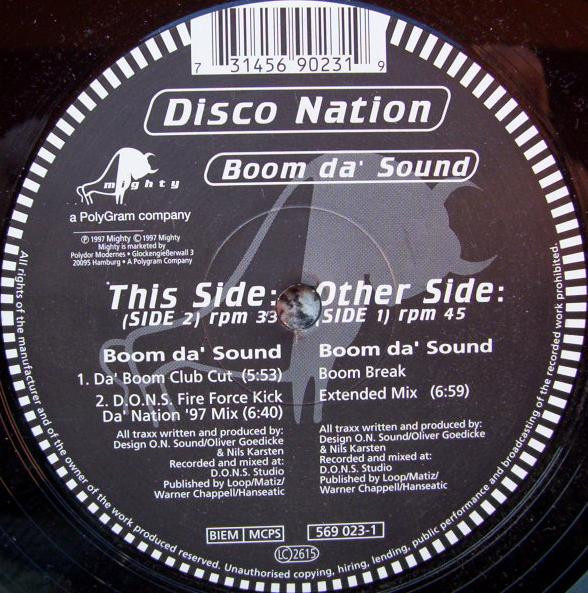 7 31456 90231 9
Disco Nation
Boom da' Sound
mighty
a PolyGram company
Ⓟ 1997 Mighty © 1997 Mighty
Mighty is marketed by
Polydor Modernes • Glockengießerwall 3
20095 Hamburg • A Polygram Company
This Side:
(SIDE 2) rpm 33
Boom da' Sound
1. Da' Boom Club Cut (5:53)
2. D.O.N.S. Fire Force Kick
Da' Nation '97 Mix (6:40)
All traxx written and produced by:
Design O.N. Sound/Oliver Goedicke
& Nils Karsten
Recorded and mixed at:
D.O.N.S. Studio
Published by Loop/Matiz/
Warner Chappell/Hanseatic
Other Side:
(SIDE 1) rpm 45
Boom da' Sound
Boom Break
Extended Mix (6:59)
All traxx written and produced by:
Design O.N. Sound/Oliver Goedicke
& Nils Karsten
Recorded and mixed at:
D.O.N.S. Studio
Published by Loop/Matiz/
Warner Chappell/Hanseatic
BIEM MCPS
569 023-1
LC 2615
All rights of the manufacturer and of the owner of the work produced reserved. Unauthorised copying, hiring, lending, public performance and broadcasting of the recorded work prohibited.